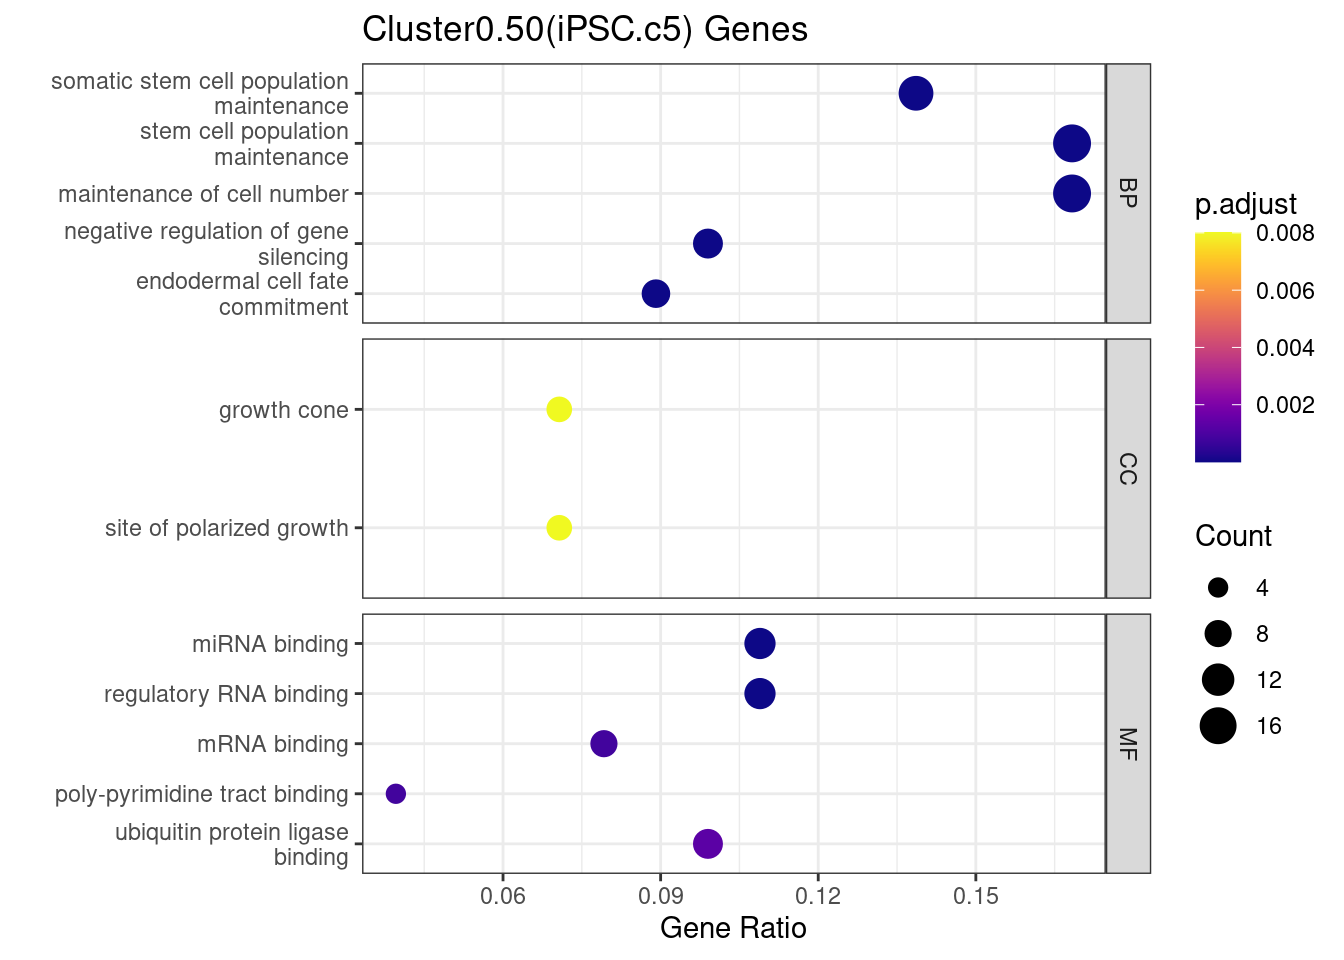 Cluster0.50(iPSC.c5) Genes
somatic stem cell population
maintenance
stem cell population
maintenance
maintenance of cell number
negative regulation of gene
silencing
endodermal cell fate
commitment
BP
growth cone
site of polarized growth
CC
miRNA binding
regulatory RNA binding
mRNA binding
poly-pyrimidine tract binding
ubiquitin protein ligase
binding
MF
0.06 0.09 0.12 0.15
Gene Ratio
p.adjust
0.008
0.006
0.004
0.002
Count
4
8
12
16